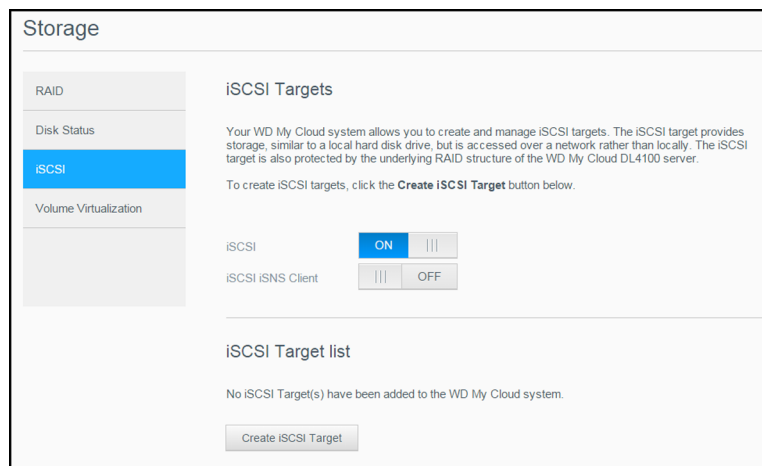 Storage
RAID
Disk Status
iSCSI
Volume Virtualization
iSCSI Targets
Your WD My Cloud system allows you to create and manage iSCSI targets. The iSCSI target provides
storage, similar to a local hard disk drive, but is accessed over a network rather than locally. The iSCSI
target is also protected by the underlying RAID structure of the WD My Cloud DL4100 server.
To create iSCSI targets, click the Create iSCSI Target button below.
iSCSI ON
iSCSI iSNS Client OFF
iSCSI Target list
No iSCSI Target(s) have been added to the WD My Cloud system.
Create iSCSI Target